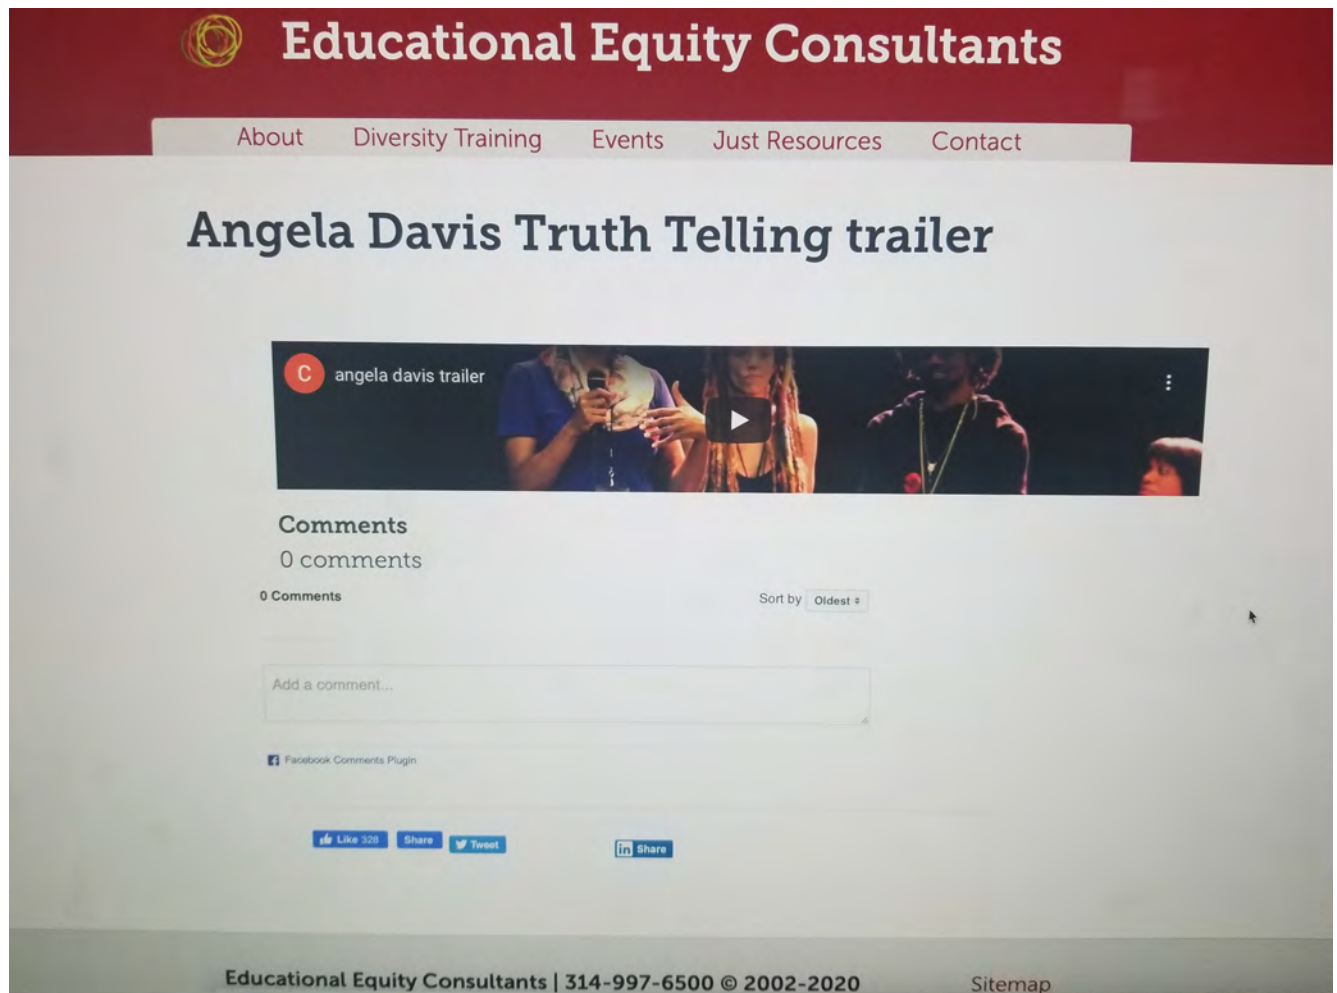 Educational Equity Consultants
About Diversity Training Events Just Resources Contact
Angela Davis Truth Telling trailer
C angela davis trailer
Comments
0 comments
0 Comments Sort by Oldest
Add a comment...
Facebook Comments Plugin
Like 328 Share Tweet in Share
Educational Equity Consultants | 314-997-6500 © 2002-2020 Sitemap